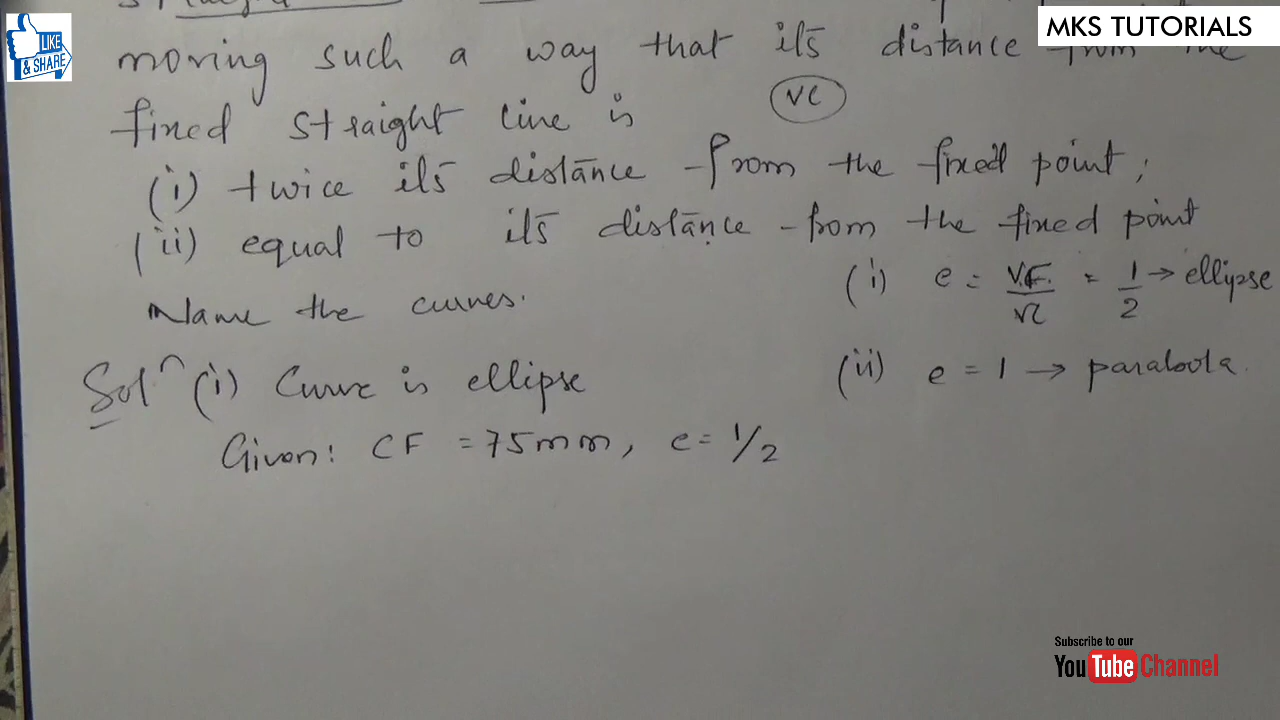 MKS TUTORIALS
LIKE
& SHARE
straight
moving such a way that its distance from the
fixed straight line is
VC
(i) twice its distance from the fixed point;
(ii) equal to its distance from the fixed point
Name the curves.
(i) e = VF/VC = 1/2 → ellipse
(ii) e = 1 → parabola.
Solⁿ (i) Curve is ellipse
Given: CF = 75mm, e = 1/2
Subscribe to our
YouTube Channel